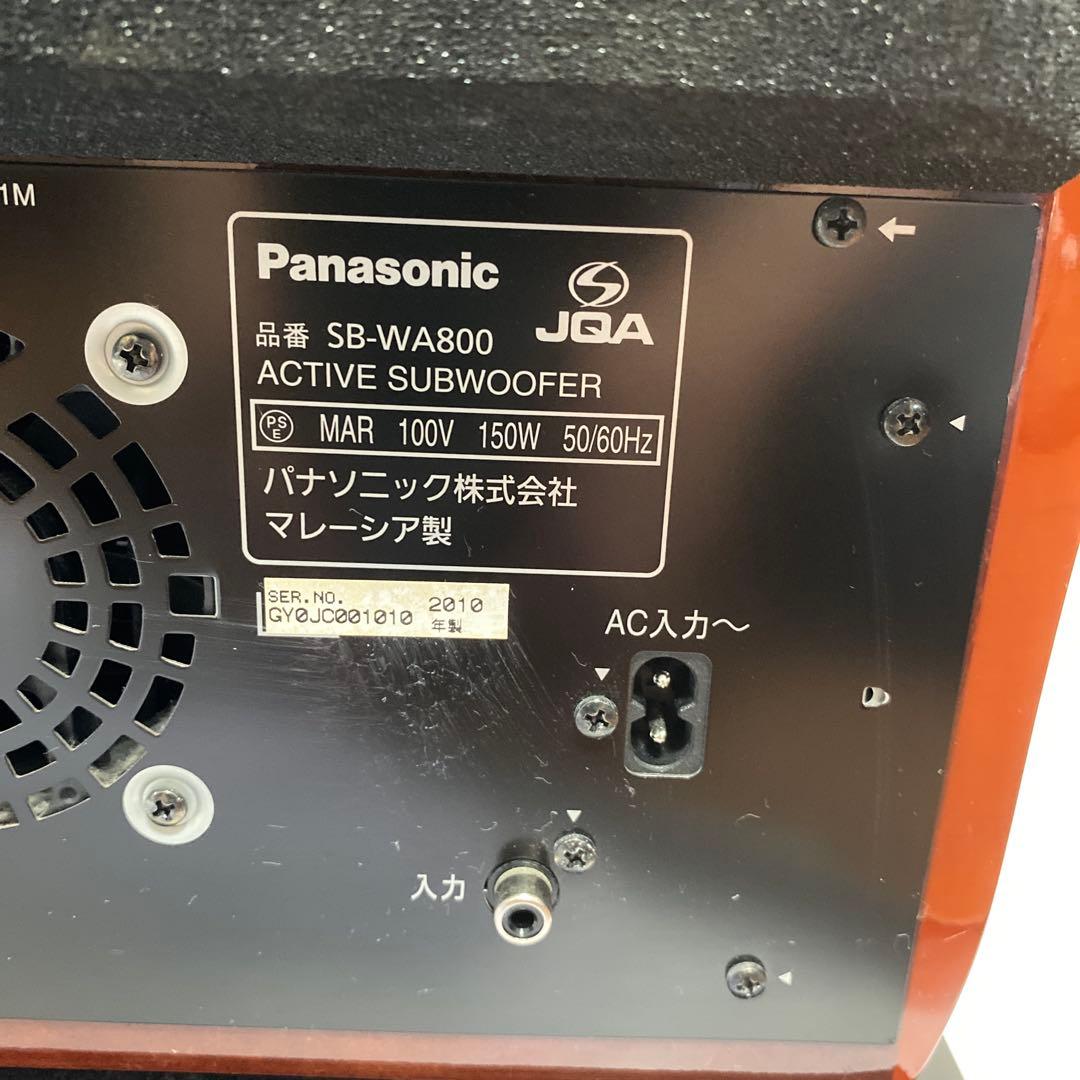 1M
Panasonic
JQA
品番 SB-WA800
ACTIVE SUBWOOFER
PS E MAR 100V 150W 50/60Hz
パナソニック株式会社
マレーシア製
SER.NO.
GY0JC001010 2010
年製
AC入力～
入力